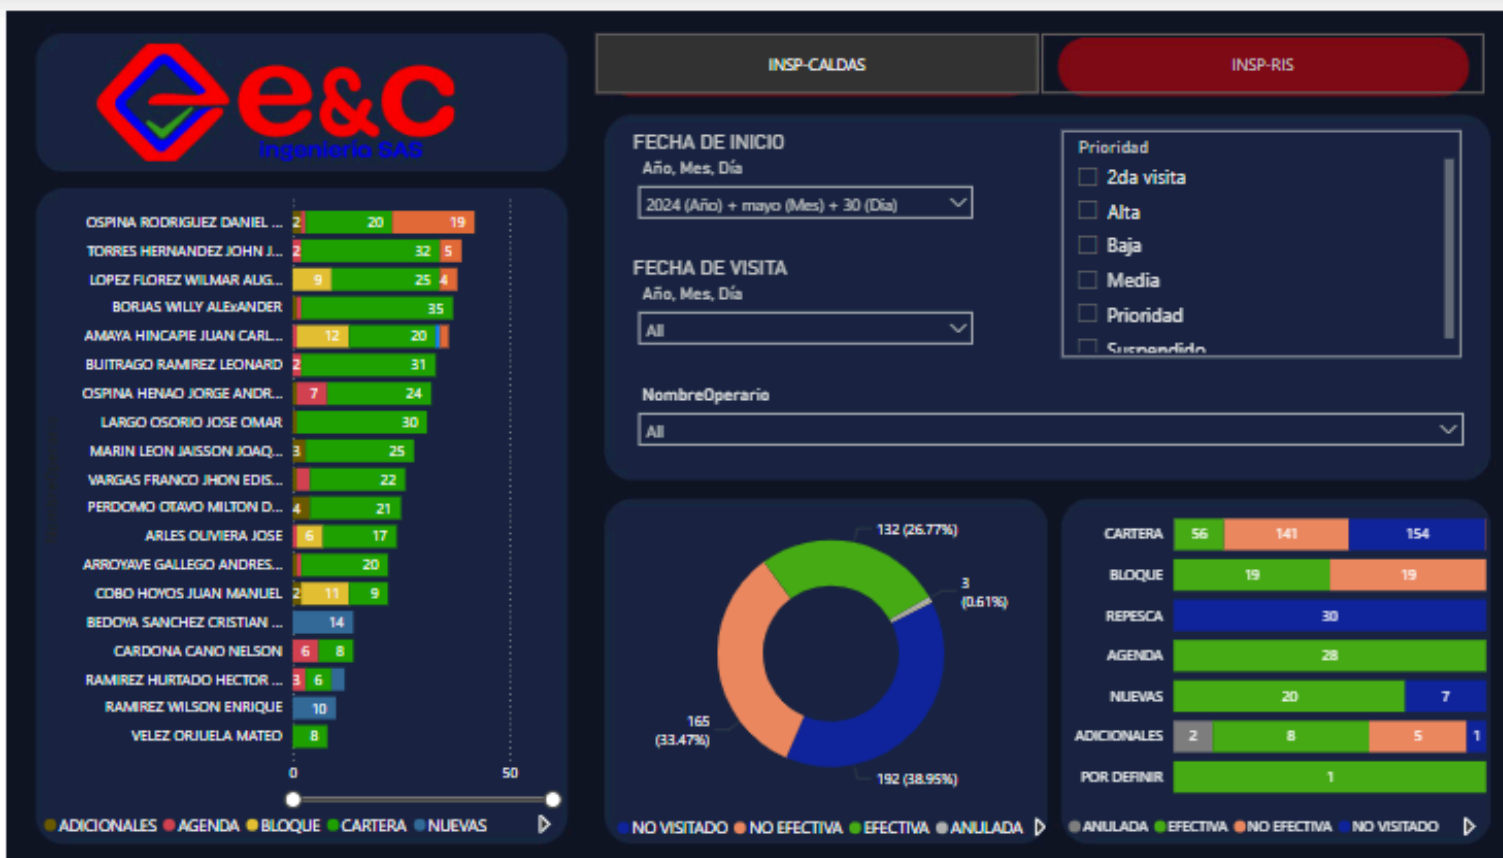 e&c
ingenierio SAS
INSP-CALDAS
INSP-RIS
FECHA DE INICIO
Año, Mes, Día
2024 (Año) + mayo (Mes) + 30 (Día)
FECHA DE VISITA
Año, Mes, Día
All
Prioridad
2da visita
Alta
Baja
Media
Prioridad
Suspendido
NombreOperario
All
OSPINA RODRIGUEZ DANIEL ... 2 20 19
TORRES HERNANDEZ JOHN J... 2 32 5
LOPEZ FLOREZ WILMAR AUG... 9 25 4
BORJAS WILLY ALExANDER 35
AMAYA HINCAPIE JUAN CARL... 12 20
BUITRAGO RAMIREZ LEONARD 2 31
OSPINA HENAO JORGE ANDR... 7 24
LARGO OSORIO JOSE OMAR 30
MARIN LEON JAISSON JOAQ... 3 25
VARGAS FRANCO JHON EDIS... 22
PERDOMO OTAVO MILTON D... 4 21
ARLES OLIVIERA JOSE 6 17
ARROYAVE GALLEGO ANDRES... 20
COBO HOYOS JUAN MANUEL 2 11 9
BEDOYA SANCHEZ CRISTIAN ... 14
CARDONA CANO NELSON 6 8
RAMIREZ HURTADO HECTOR ... 3 6
RAMIREZ WILSON ENRIQUE 10
VELEZ ORJUELA MATEO 8
0 50
ADICIONALES AGENDA BLOQUE CARTERA NUEVAS
132 (26.77%)
3
(0.61%)
165
(33.47%)
192 (38.95%)
NO VISITADO NO EFECTIVA EFECTIVA ANULADA
CARTERA 56 141 154
BLOQUE 19 19
REPESCA 30
AGENDA 28
NUEVAS 20 7
ADICIONALES 2 8 5 1
POR DEFINIR 1
ANULADA EFECTIVA NO EFECTIVA NO VISITADO